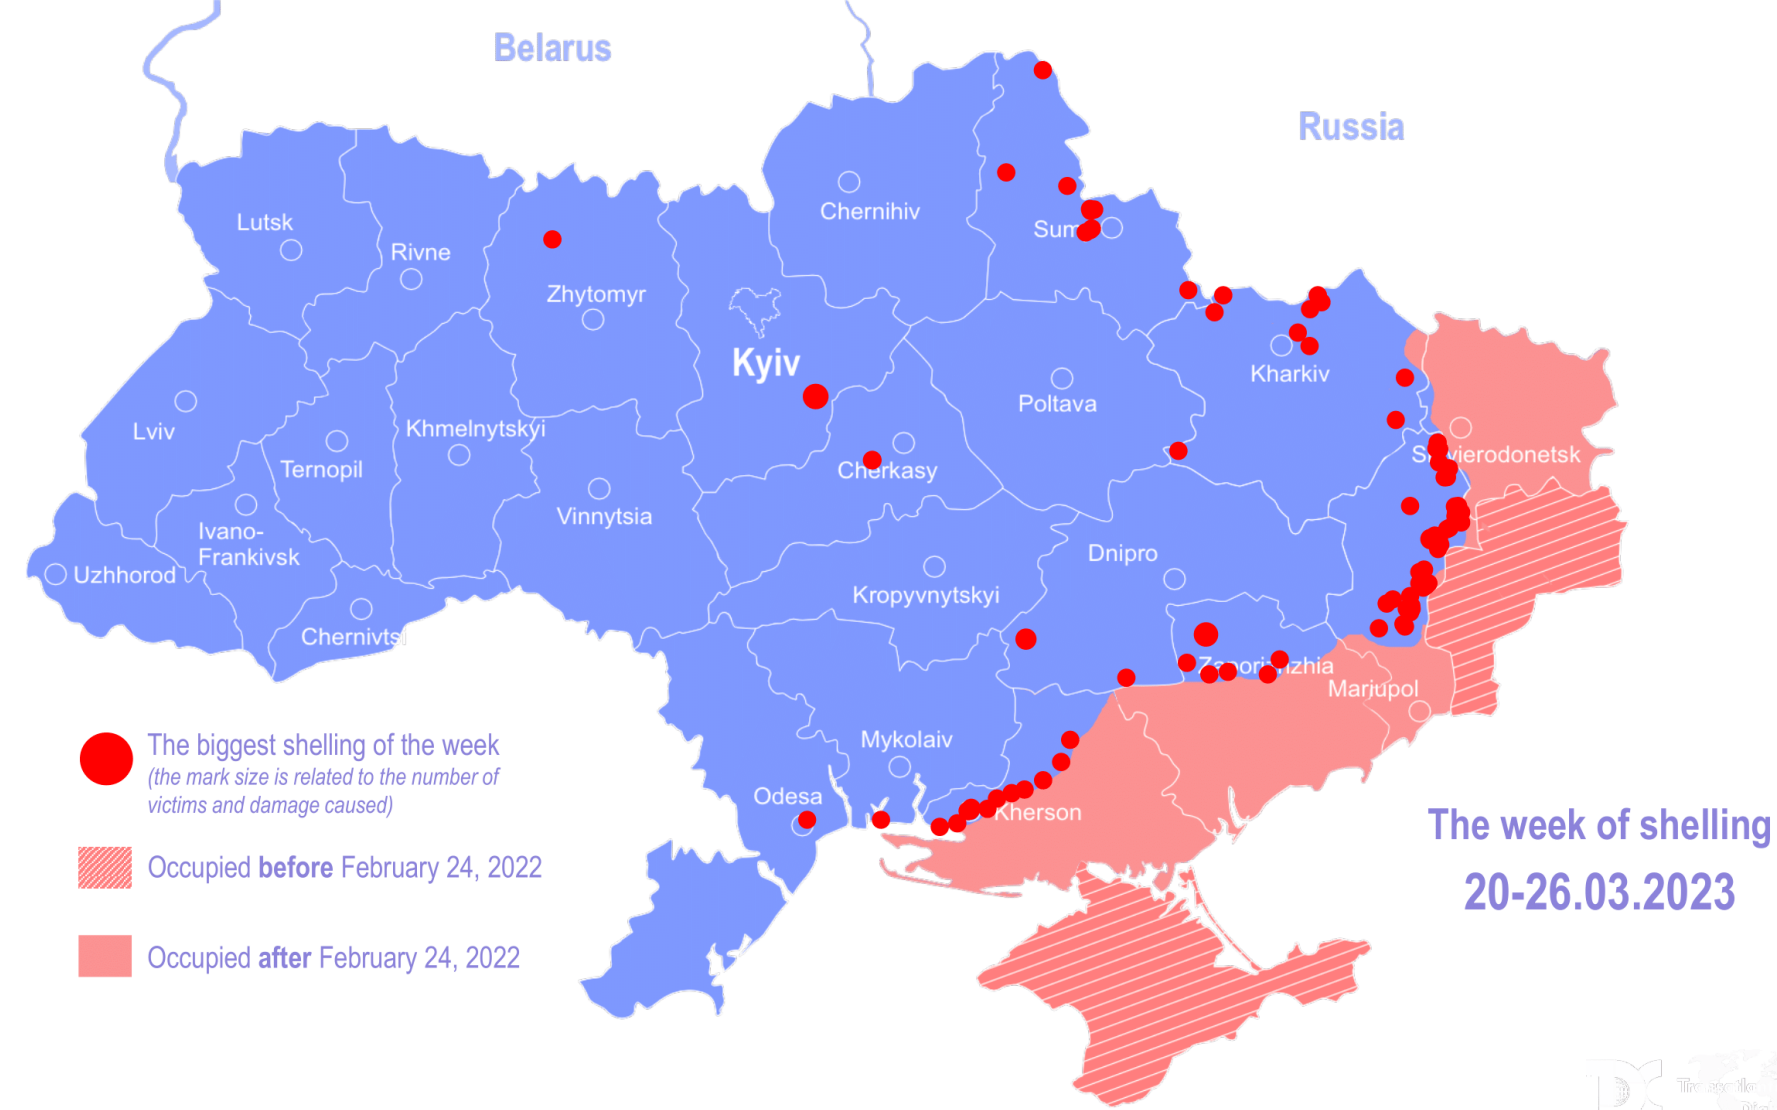 Belarus
Russia
Lutsk
Rivne
Chernihiv
Sum
Zhytomyr
Kyiv
Kharkiv
Lviv
Ternopil
Khmelnytskyi
Poltava
Cherkasy
Vinnytsia
Ivano-
Frankivsk
Uzhhorod
Chernivtsi
Dnipro
Kropyvnytskyi
Mariupol
Mykolaiv
Odesa
Kherson
The biggest shelling of the week
(the mark size is related to the number of
victims and damage caused)
Occupied before February 24, 2022
Occupied after February 24, 2022
The week of shelling
20-26.03.2023